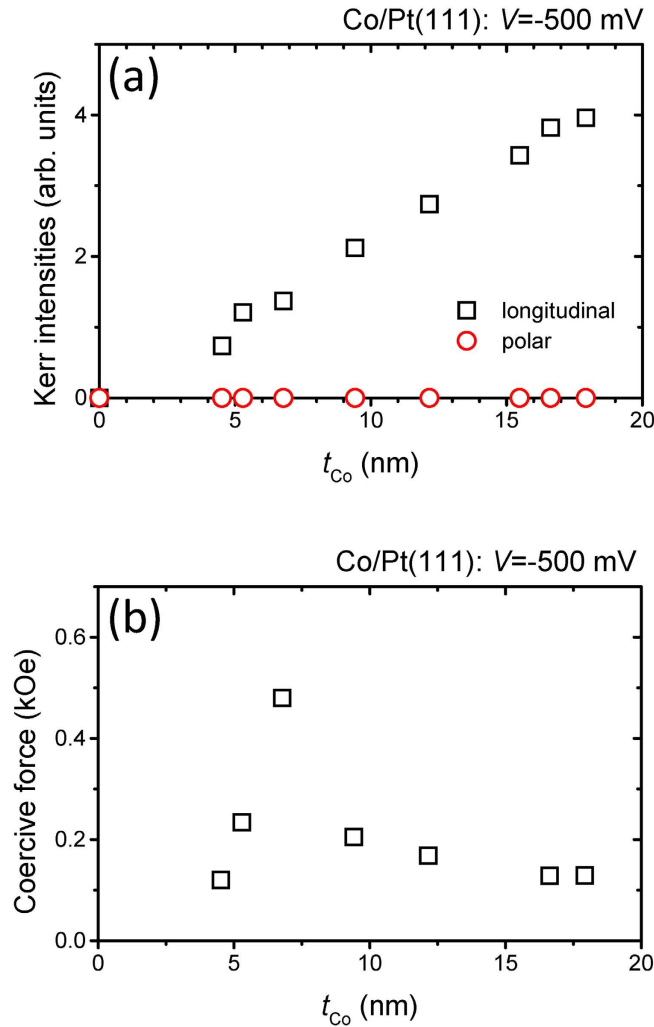 Co/Pt(111): V=-500 mV
(a)
Kerr intensities (arb. units)
4
2
0
longitudinal
polar
0 5 10 15 20
tCo (nm)
Co/Pt(111): V=-500 mV
(b)
Coercive force (kOe)
0.6
0.4
0.2
0.0
0 5 10 15 20
tCo (nm)